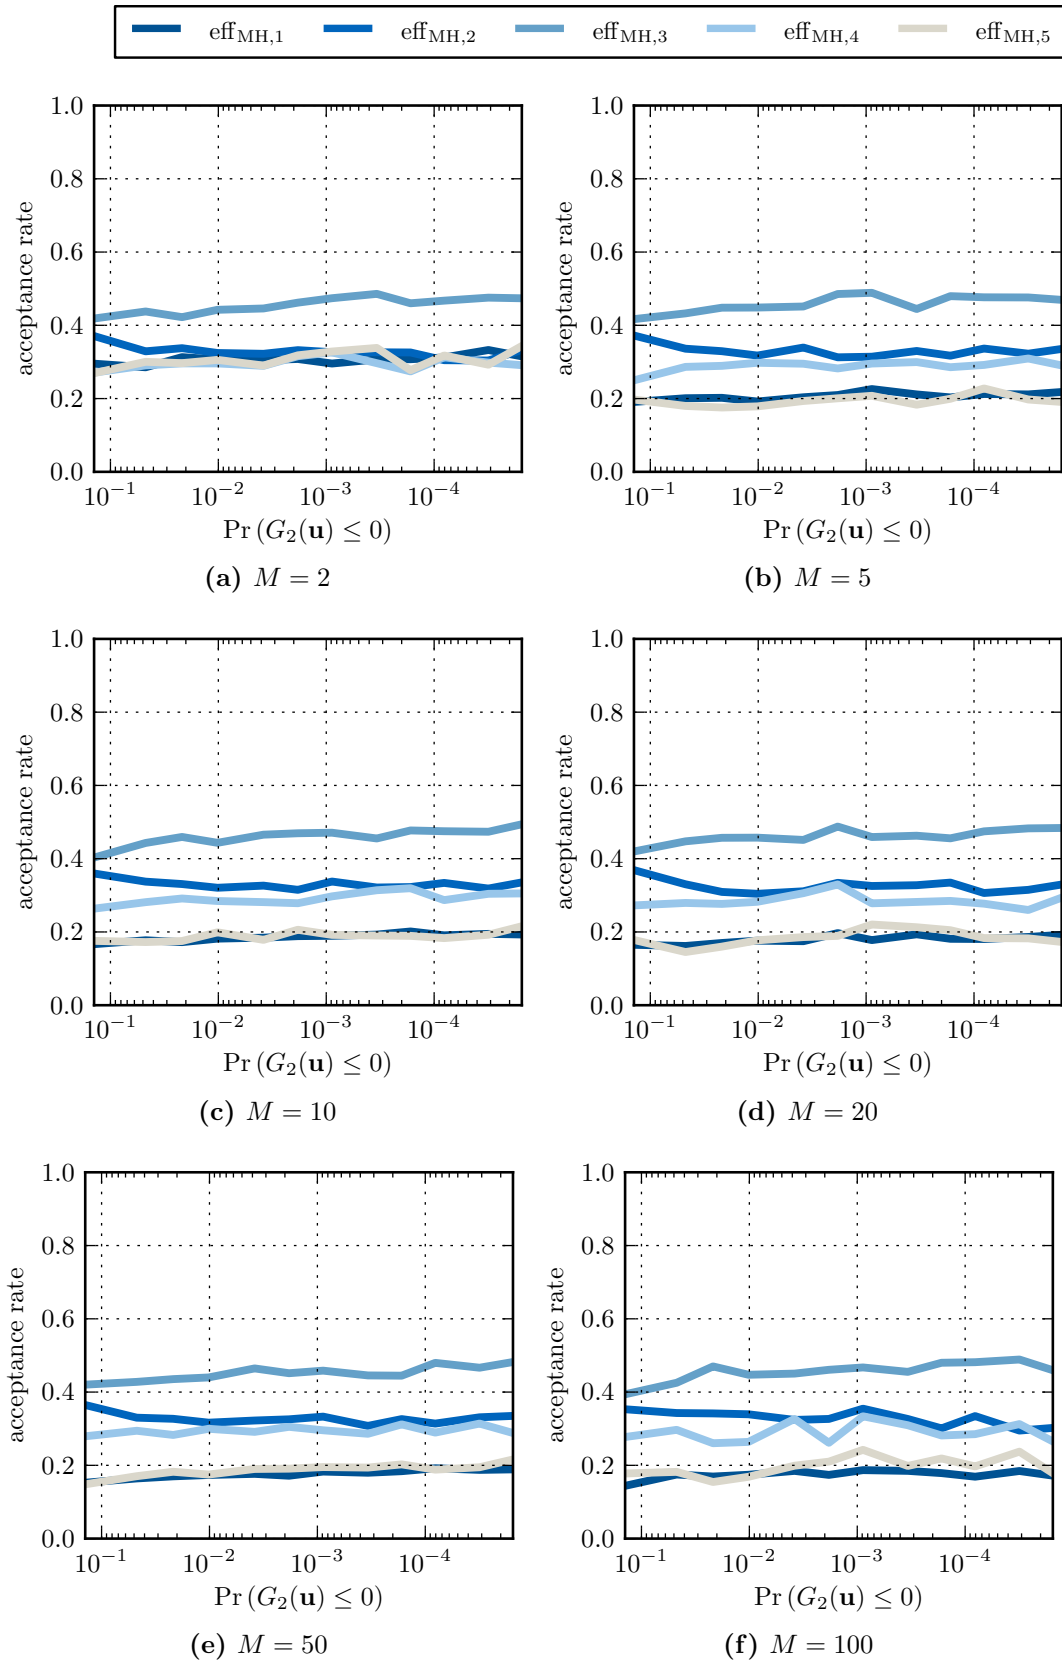 eff_MH,1 eff_MH,2 eff_MH,3 eff_MH,4 eff_MH,5
1.0 1.0
0.8 0.8
0.6 0.6
0.4 0.4
0.2 0.2
0.0 0.0
acceptance rate acceptance rate
10⁻¹ 10⁻² 10⁻³ 10⁻⁴ 10⁻¹ 10⁻² 10⁻³ 10⁻⁴
Pr (G₂(u) ≤ 0) Pr (G₂(u) ≤ 0)
(a) M = 2 (b) M = 5
1.0 1.0
0.8 0.8
0.6 0.6
0.4 0.4
0.2 0.2
0.0 0.0
acceptance rate acceptance rate
10⁻¹ 10⁻² 10⁻³ 10⁻⁴ 10⁻¹ 10⁻² 10⁻³ 10⁻⁴
Pr (G₂(u) ≤ 0) Pr (G₂(u) ≤ 0)
(c) M = 10 (d) M = 20
1.0 1.0
0.8 0.8
0.6 0.6
0.4 0.4
0.2 0.2
0.0 0.0
acceptance rate acceptance rate
10⁻¹ 10⁻² 10⁻³ 10⁻⁴ 10⁻¹ 10⁻² 10⁻³ 10⁻⁴
Pr (G₂(u) ≤ 0) Pr (G₂(u) ≤ 0)
(e) M = 50 (f) M = 100